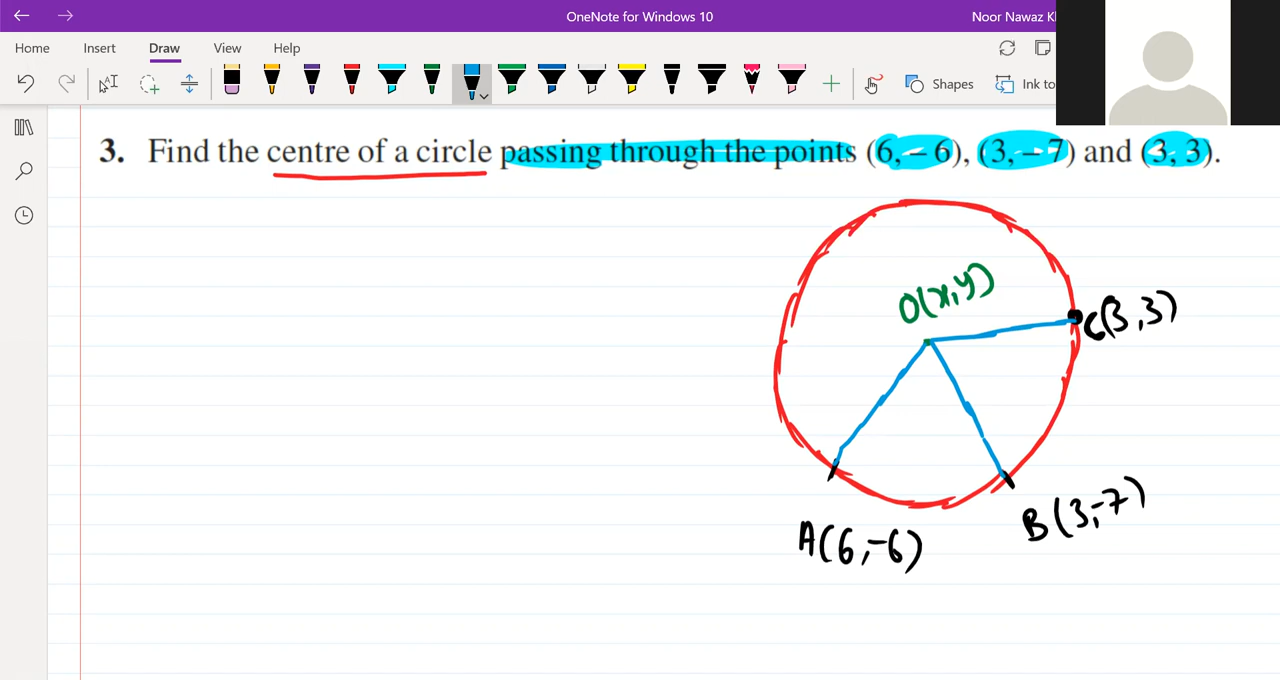 OneNote for Windows 10
Noor Nawaz
Home Insert Draw View Help
Shapes Ink to
3. Find the centre of a circle passing through the points (6, – 6), (3, – 7) and (3, 3).
O(x,y)
C(3,3)
B(3,-7)
A(6,-6)